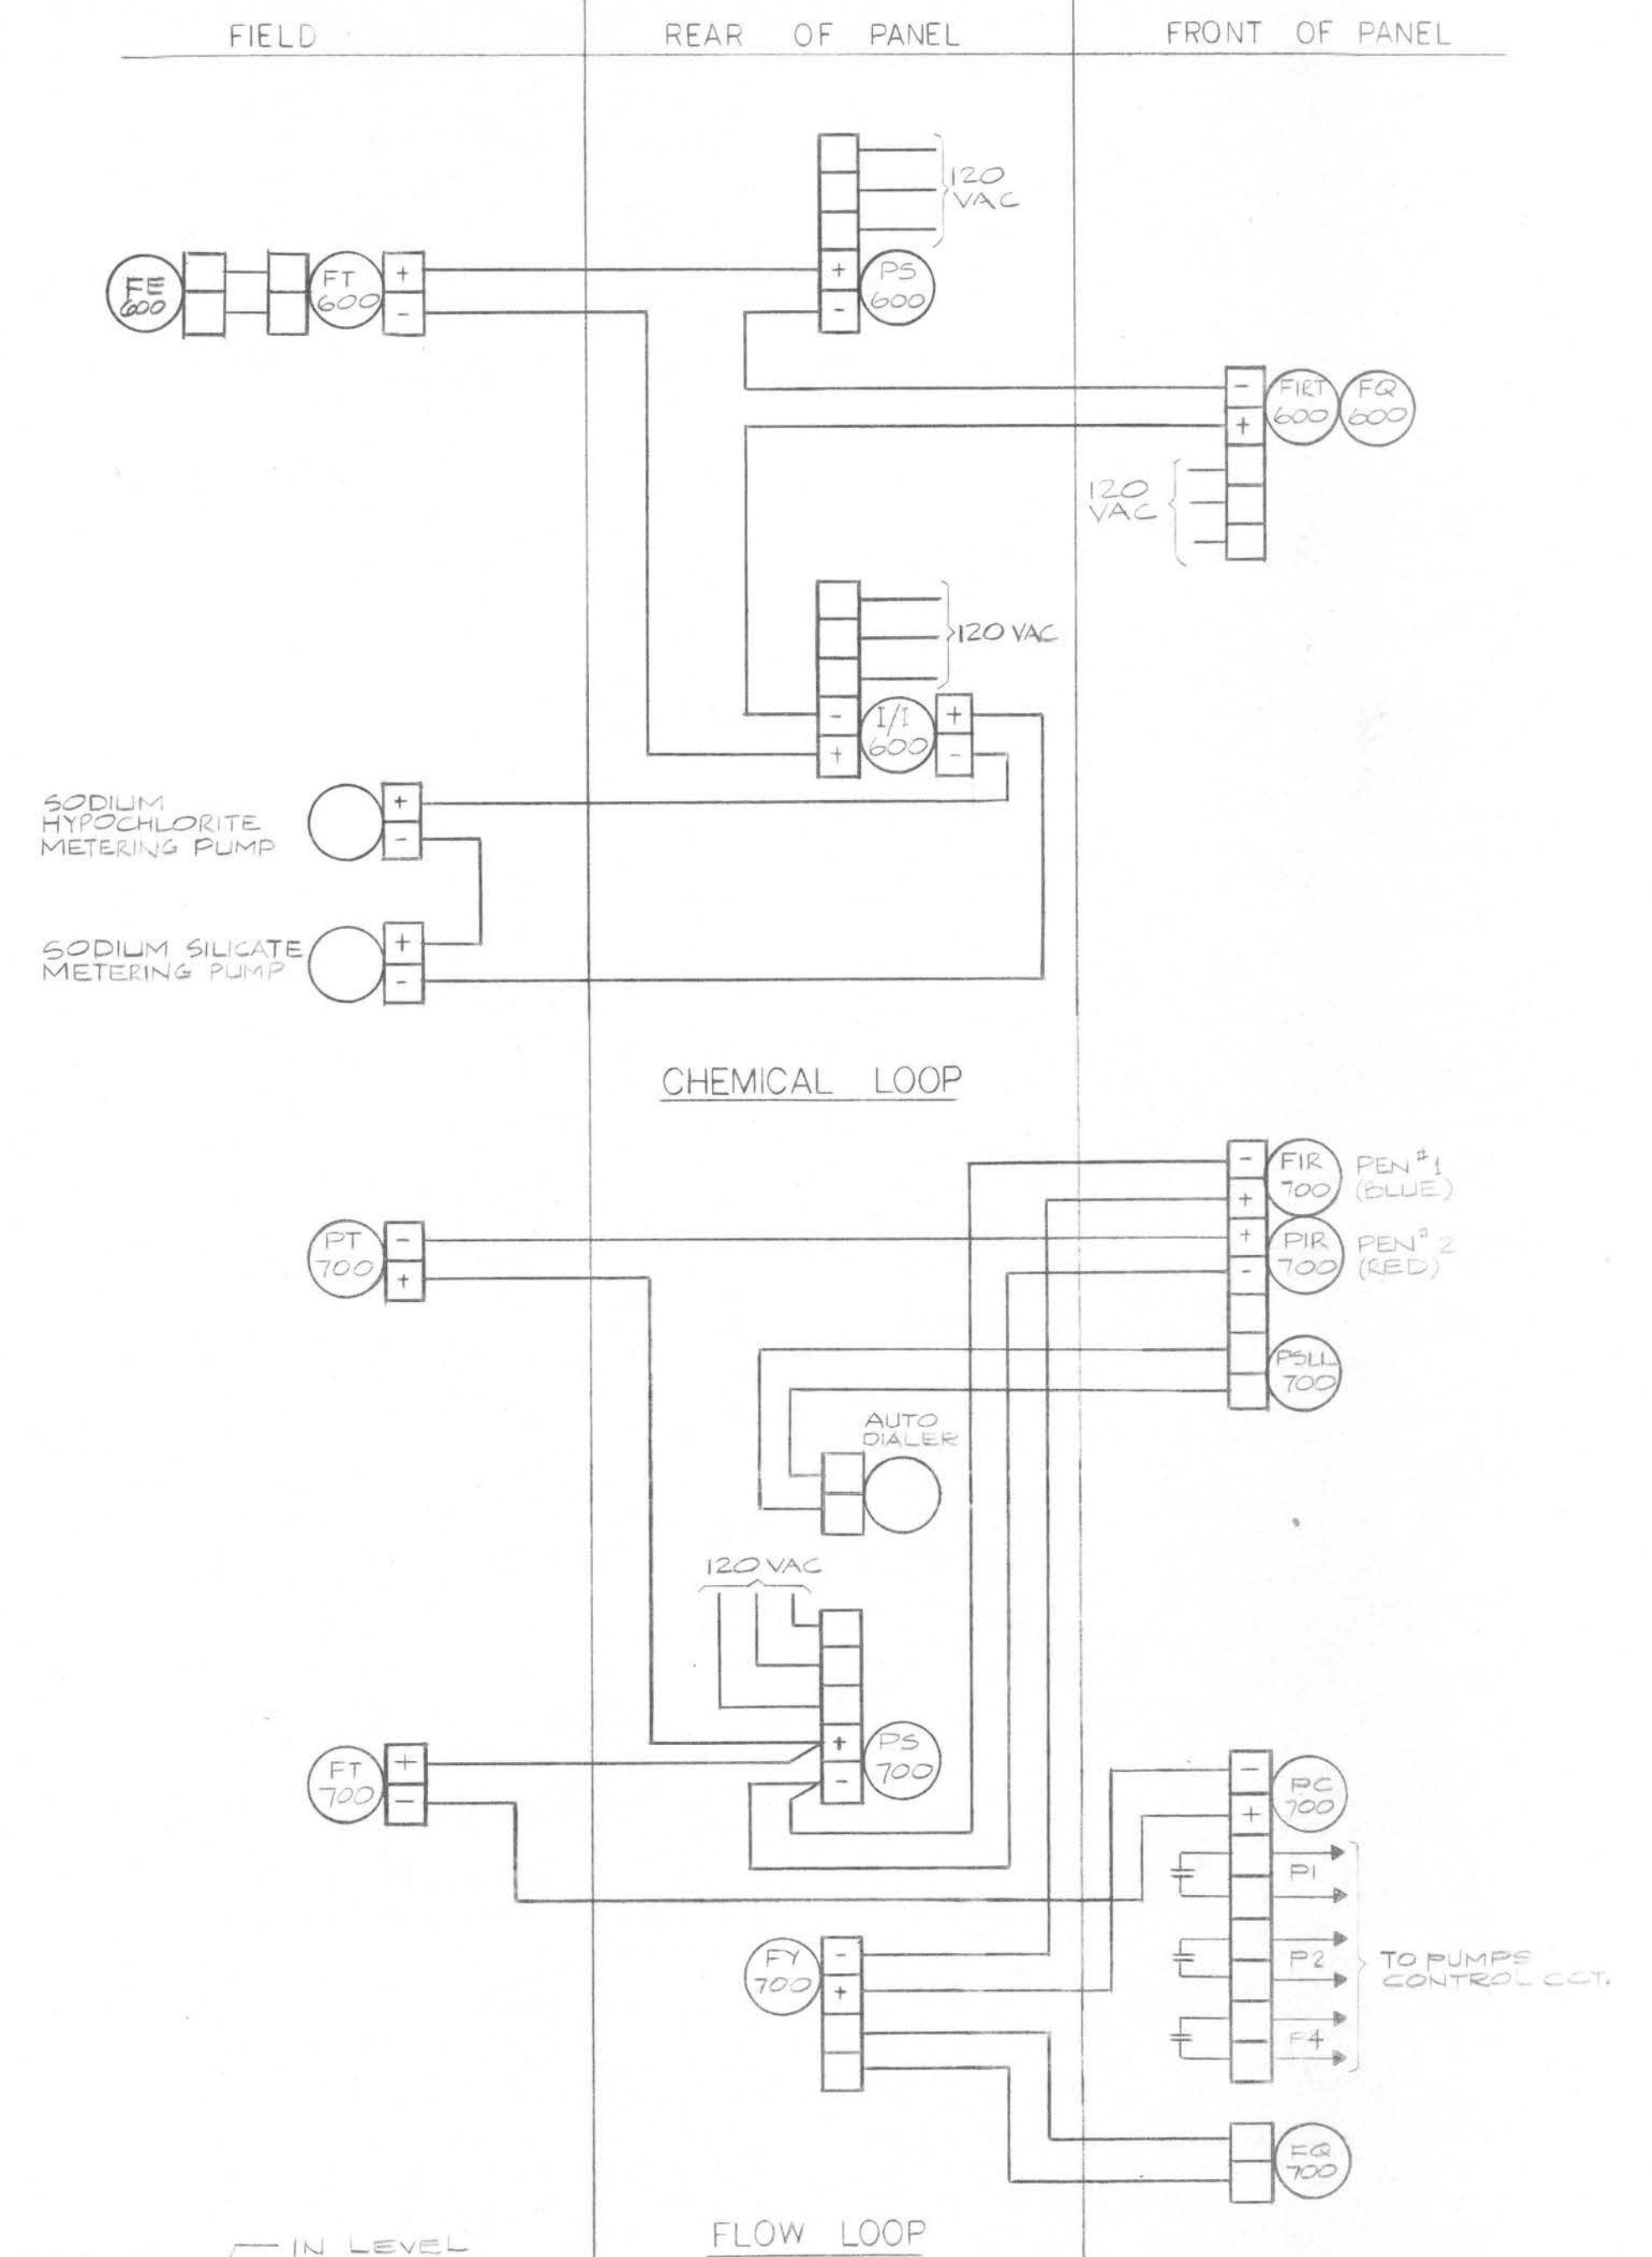 FIELD
REAR OF PANEL
FRONT OF PANEL
120
VAC
FE
600
FT
600
+
-
+
-
PS
600
-
+
FIRT
600
FQ
600
120
VAC
120 VAC
-
+
I/I
600
+
-
SODIUM
HYPOCHLORITE
METERING PUMP
+
-
SODIUM SILICATE
METERING PUMP
+
-
CHEMICAL LOOP
-
+
+
-
FIR
700
PEN #1
(BLUE)
PT
700
-
+
PIR
700
PEN #2
(RED)
PSLL
700
AUTO
DIALER
120 VAC
+
-
PS
700
FT
700
+
-
-
+
PC
700
P1
P2
TO PUMPS
CONTROL CCT.
FY
700
-
+
P4
FQ
700
FLOW LOOP
IN LEVEL